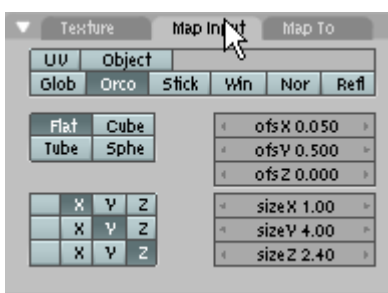 Texture Map Input Map To
UV Object
Glob Orco Stick Win Nor Refl
Flat Cube ofsX 0.050
Tube Sphe ofsY 0.500
ofsZ 0.000
X Y Z sizeX 1.00
X Y Z sizeY 4.00
X Y Z sizeZ 2.40